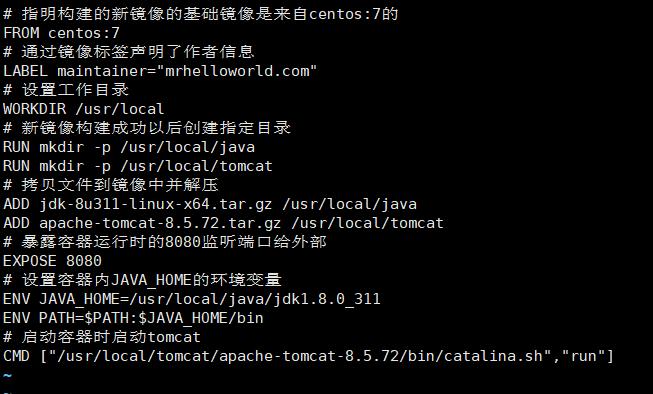 # 指明构建的新镜像的基础镜像是来自centos:7的
FROM centos:7
# 通过镜像标签声明了作者信息
LABEL maintainer="mrhelloworld.com"
# 设置工作目录
WORKDIR /usr/local
# 新镜像构建成功以后创建指定目录
RUN mkdir -p /usr/local/java
RUN mkdir -p /usr/local/tomcat
# 拷贝文件到镜像中并解压
ADD jdk-8u311-linux-x64.tar.gz /usr/local/java
ADD apache-tomcat-8.5.72.tar.gz /usr/local/tomcat
# 暴露容器运行时的8080监听端口给外部
EXPOSE 8080
# 设置容器内JAVA_HOME的环境变量
ENV JAVA_HOME=/usr/local/java/jdk1.8.0_311
ENV PATH=$PATH:$JAVA_HOME/bin
# 启动容器时启动tomcat
CMD ["/usr/local/tomcat/apache-tomcat-8.5.72/bin/catalina.sh","run"]
~
~